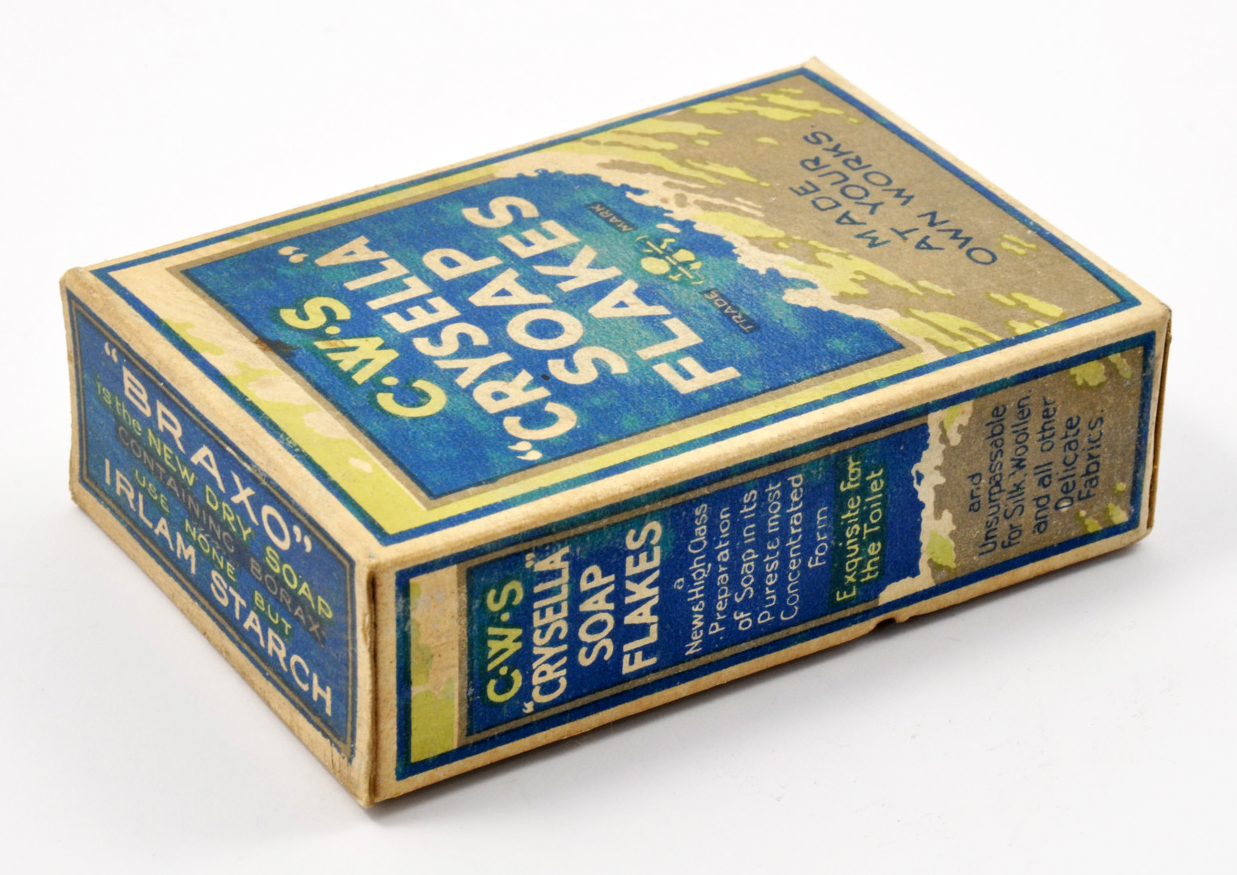 C·W·S
"CRYSELLA"
SOAP
FLAKES
TRADE MARK
MADE
AT YOUR
OWN WORKS.
C·W·S
"CRYSELLA"
SOAP
FLAKES
a
New & High Class
Preparation
of Soap in its
Purest & most
Concentrated
Form
Exquisite for
the Toilet
and
Unsurpassable
for Silk, Woollen,
and all other
Delicate
Fabrics.
"BRAXO"
is the NEW DRY SOAP
CONTAINING BORAX:
USE NONE BUT
IRLAM STARCH